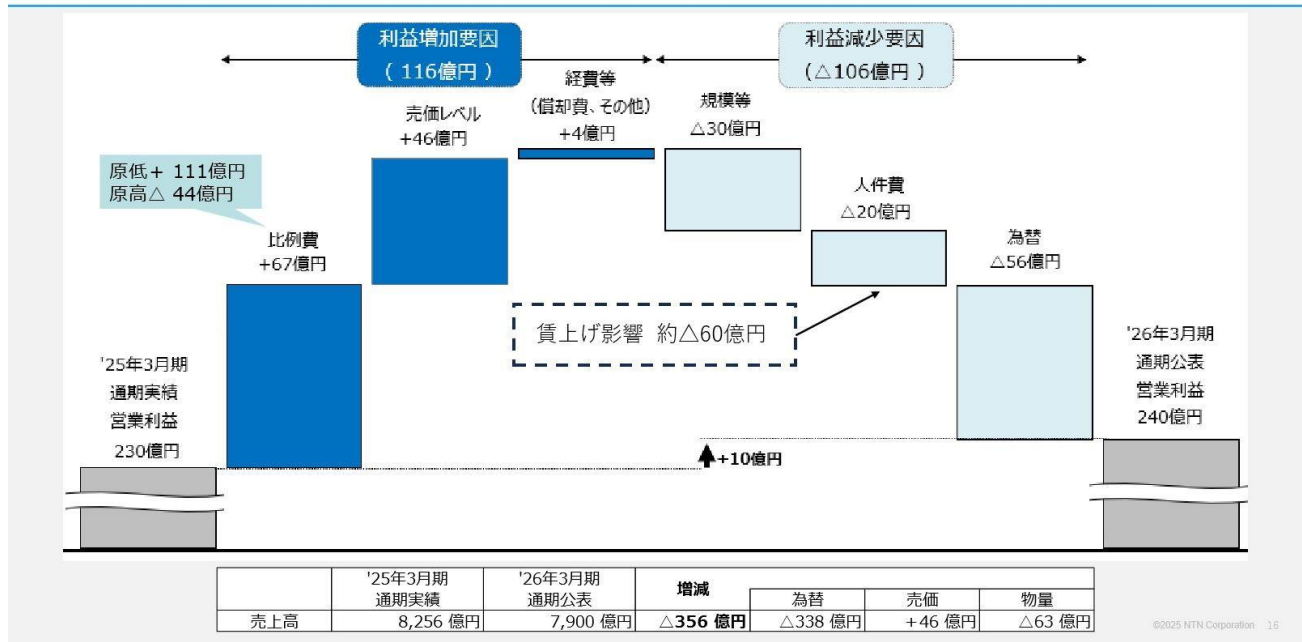 利益増加要因
( 116億円 )
利益減少要因
(△106億円 )
経費等
(償却費、その他)
+4億円
規模等
△30億円
売価レベル
+46億円
原低+ 111億円
原高△ 44億円
人件費
△20億円
比例費
+67億円
為替
△56億円
賃上げ影響 約△60億円
'25年3月期
通期実績
営業利益
230億円
'26年3月期
通期公表
営業利益
240億円
+10億円
'25年3月期 '26年3月期 増減
通期実績 通期公表 為替 売価 物量
売上高 8,256 億円 7,900 億円 △356 億円 △338 億円 +46 億円 △63 億円
©2025 NTN Corporation 16